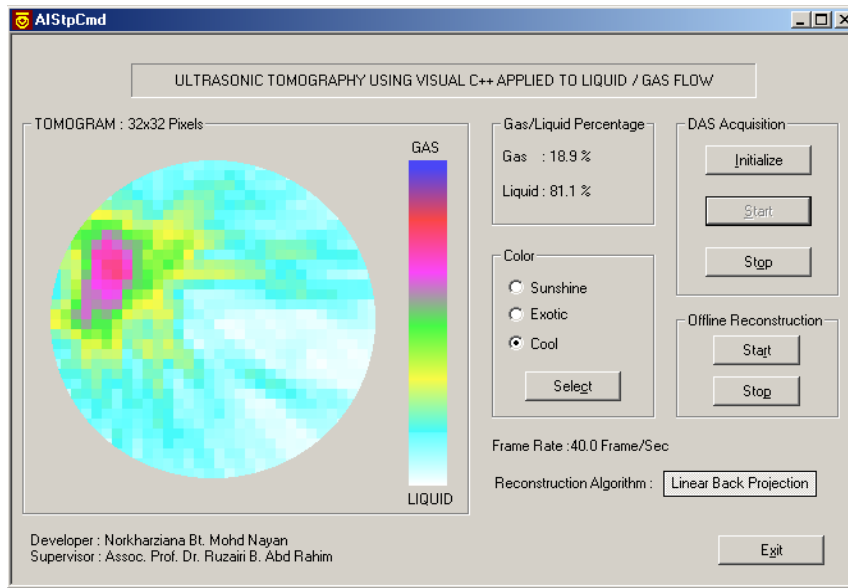 AIStpCmd
ULTRASONIC TOMOGRAPHY USING VISUAL C++ APPLIED TO LIQUID / GAS FLOW
TOMOGRAM : 32x32 Pixels
GAS
LIQUID
Gas/Liquid Percentage
Gas : 18.9 %
Liquid : 81.1 %
Color
Sunshine
Exotic
Cool
Select
DAS Acquisition
Initialize
Start
Stop
Offline Reconstruction
Start
Stop
Frame Rate :40.0 Frame/Sec
Reconstruction Algorithm : Linear Back Projection
Developer : Norkharziana Bt. Mohd Nayan
Supervisor : Assoc. Prof. Dr. Ruzairi B. Abd Rahim
Exit